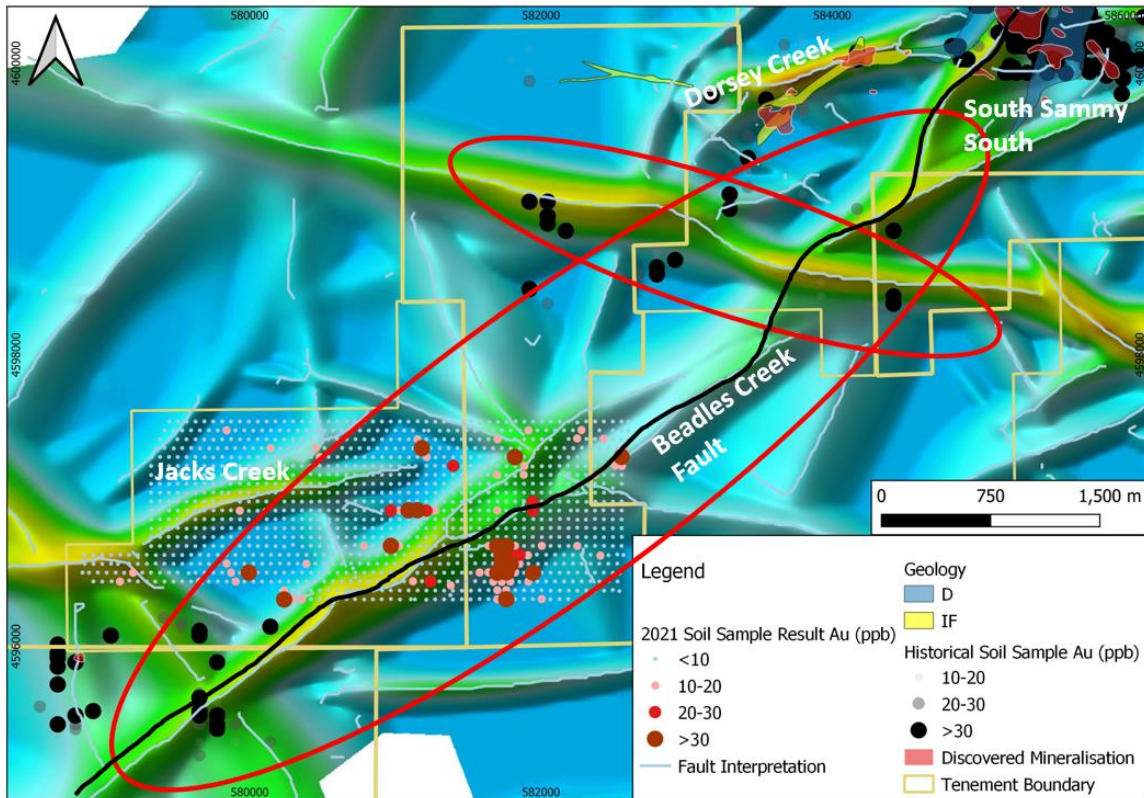 580000
582000
584000
586000
4600000
Dorsey Creek
South Sammy
South
4598000
Beadles Creek
Fault
Jacks Creek
0 750 1,500 m
4596000
Legend
2021 Soil Sample Result Au (ppb)
<10
10-20
20-30
>30
Fault Interpretation
Geology
D
IF
Historical Soil Sample Au (ppb)
10-20
20-30
>30
Discovered Mineralisation
Tenement Boundary
580000
582000